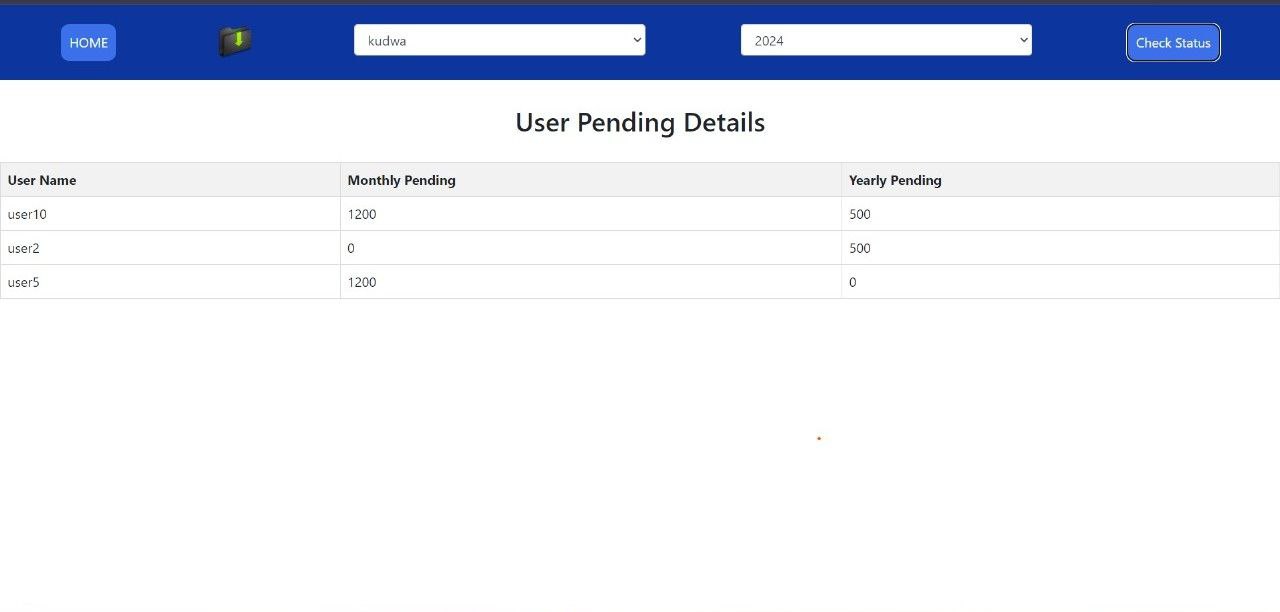 HOME kudwa 2024 Check Status
User Pending Details
User Name Monthly Pending Yearly Pending
user10 1200 500
user2 0 500
user5 1200 0